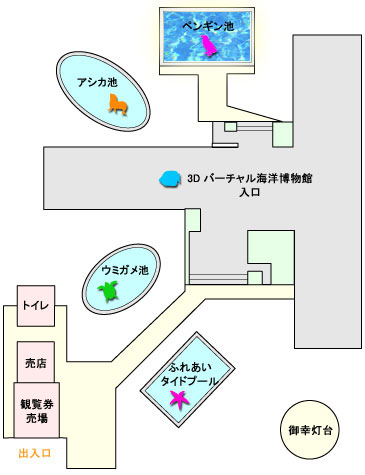 ペンギン池
アシカ池
3D バーチャル海洋博物館
入口
ウミガメ池
トイレ
売店
ふれあい
タイドプール
観覧券
売場
御幸灯台
出入口